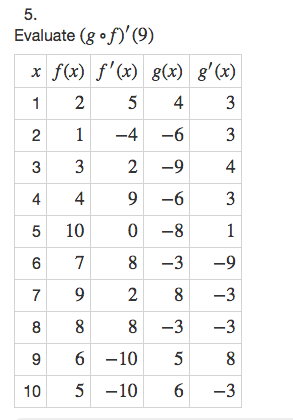 5.
Evaluate (g ∘ f)′(9)
x f(x) f′(x) g(x) g′(x)
1 2 5 4 3
2 1 −4 −6 3
3 3 2 −9 4
4 4 9 −6 3
5 10 0 −8 1
6 7 8 −3 −9
7 9 2 8 −3
8 8 8 −3 −3
9 6 −10 5 8
10 5 −10 6 −3